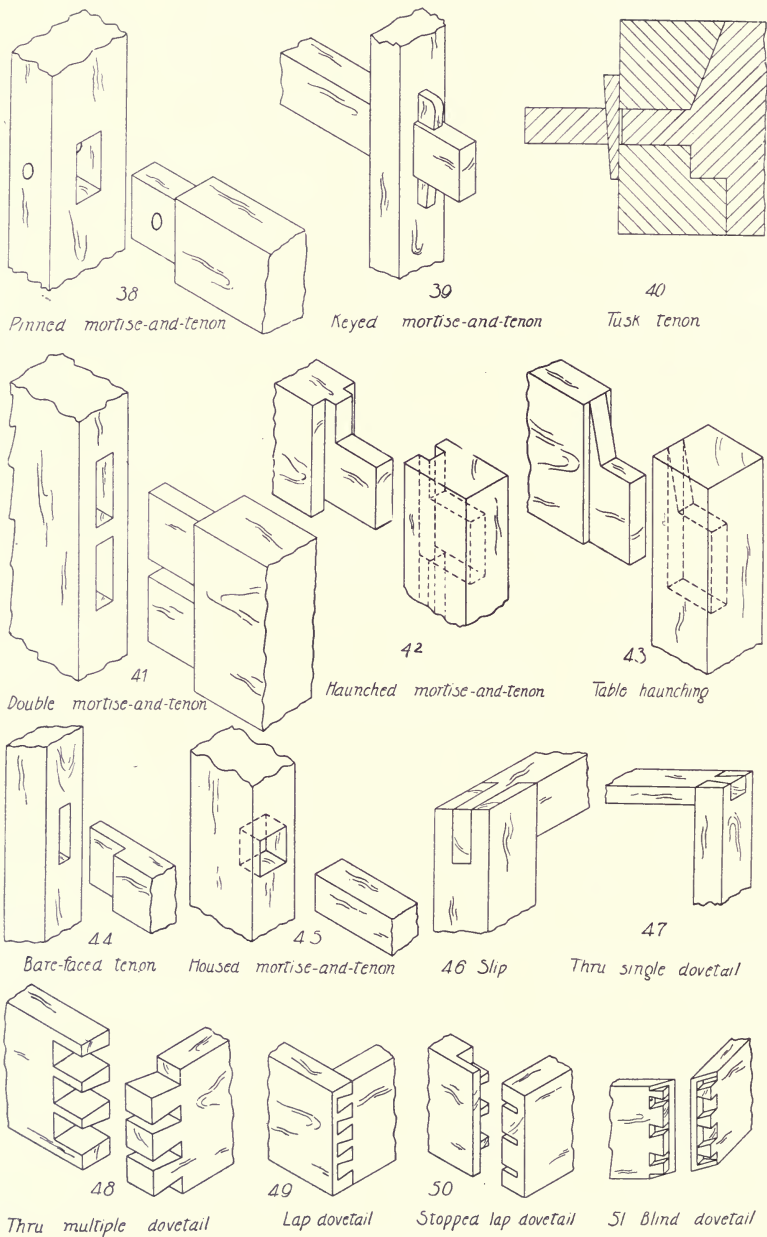 38
Pinned mortise-and-tenon
39
Keyed mortise-and-tenon
40
Tusk tenon
41
Double mortise-and-tenon
42
Haunched mortise-and-tenon
43
Table haunching
44
Bare-faced tenon
45
Housed mortise-and-tenon
46 Slip
47
Thru single dovetail
48
Thru multiple dovetail
49
Lap dovetail
50
Stopped lap dovetail
51 Blind dovetail